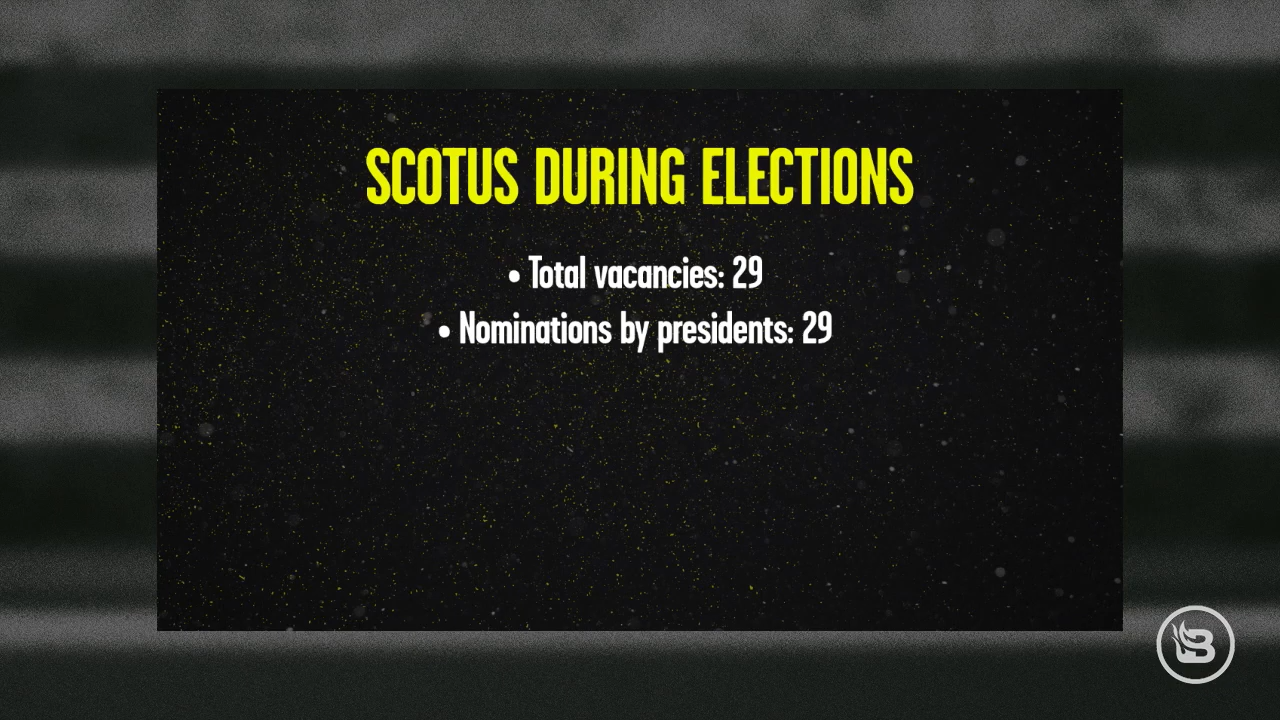 SCOTUS DURING ELECTIONS
• Total vacancies: 29
• Nominations by presidents: 29
B